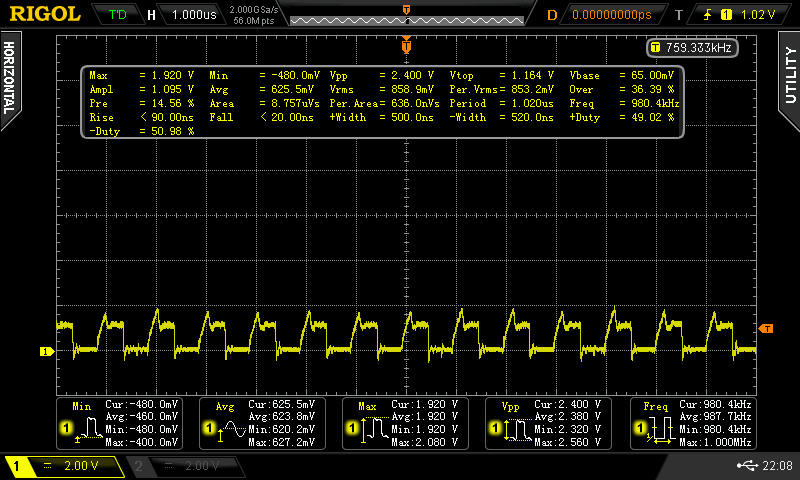 RIGOL T'D H 1.000us 2.000GSa/s 56.0M pts T D 0.00000000ps T 1 1.02 V
HORIZONTAL
UTILITY
T 759.333kHz
Max = 1.920 V Min = -480.0mV Vpp = 2.400 V Vtop = 1.164 V Vbase = 65.00mV
Ampl = 1.095 V Avg = 625.5mV Vrms = 858.9mV Per.Vrms= 853.2mV Over = 36.39 %
Pre = 14.56 % Area = 8.757uVs Per.Area= 636.0nVs Period = 1.020us Freq = 980.4kHz
Rise < 90.00ns Fall < 20.00ns +Width = 500.0ns -Width = 520.0ns +Duty = 49.02 %
-Duty = 50.98 %
T
T
1
Min Cur:-480.0mV
Avg:-460.0mV
1 Min:-480.0mV
Max:-400.0mV
Avg Cur:625.5mV
Avg:623.8mV
1 Min:620.2mV
Max:627.2mV
Max Cur:1.920 V
Avg:1.920 V
1 Min:1.920 V
Max:2.080 V
Vpp Cur:2.400 V
Avg:2.380 V
1 Min:2.320 V
Max:2.560 V
Freq Cur:980.4kHz
Avg:987.7kHz
1 Min:980.4kHz
Max:1.000MHz
1 2.00 V 2 2.00 V 22:08